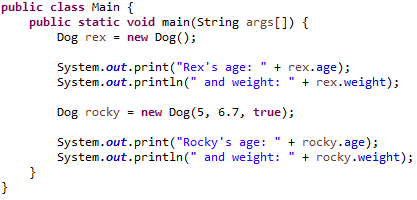 public class Main {
    public static void main(String args[]) {
        Dog rex = new Dog();

        System.out.print("Rex's age: " + rex.age);
        System.out.println(" and weight: " + rex.weight);

        Dog rocky = new Dog(5, 6.7, true);

        System.out.print("Rocky's age: " + rocky.age);
        System.out.println(" and weight: " + rocky.weight);
    }
}